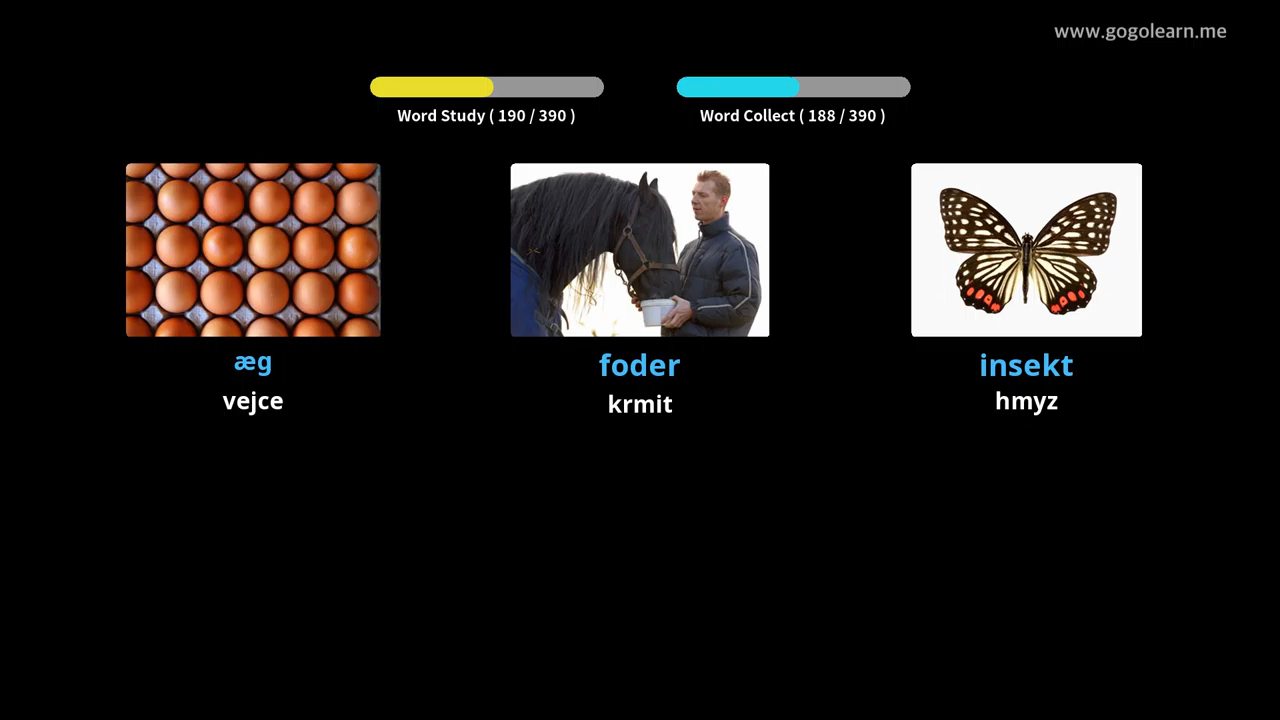 www.gogolearn.me
Word Study ( 190 / 390 )
Word Collect ( 188 / 390 )
æg
foder
insekt
vejce
krmit
hmyz